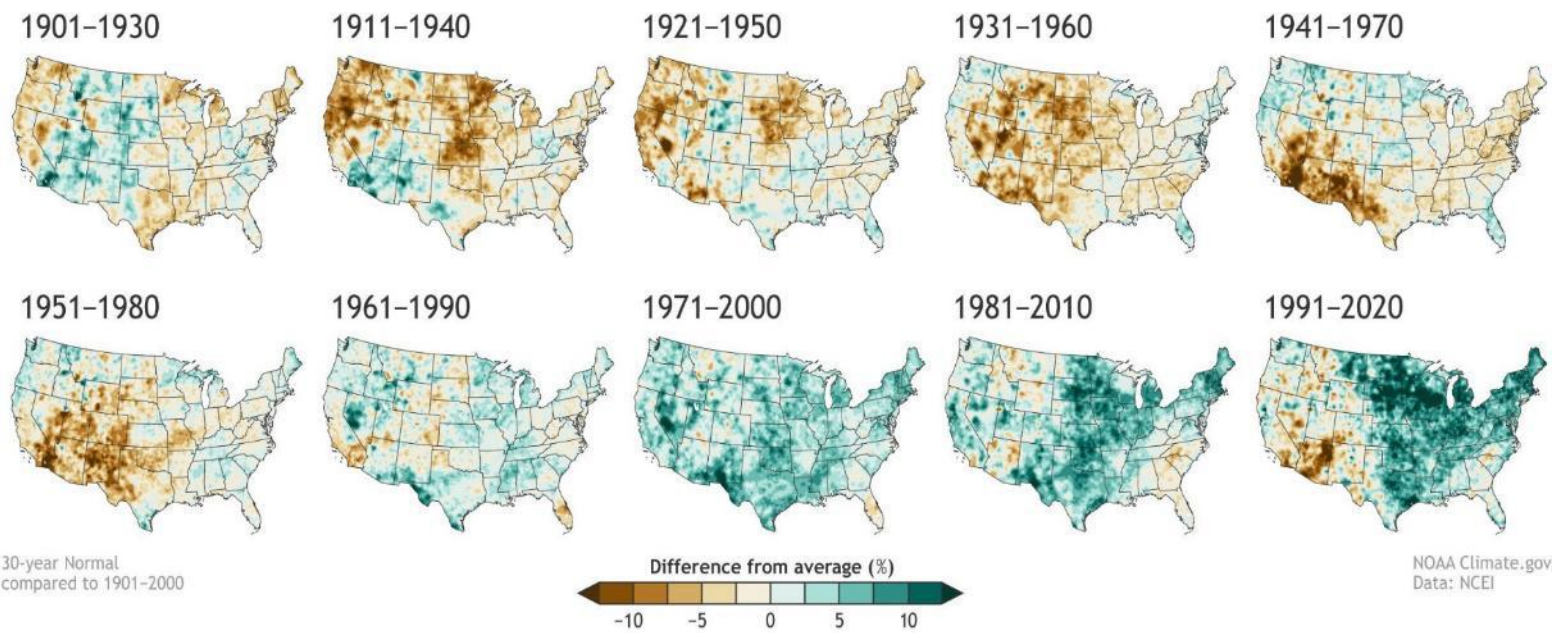 1901–1930
1911–1940
1921–1950
1931–1960
1941–1970
1951–1980
1961–1990
1971–2000
1981–2010
1991–2020
30-year Normal
compared to 1901–2000
Difference from average (%)
−10 −5 0 5 10
NOAA Climate.gov
Data: NCEI